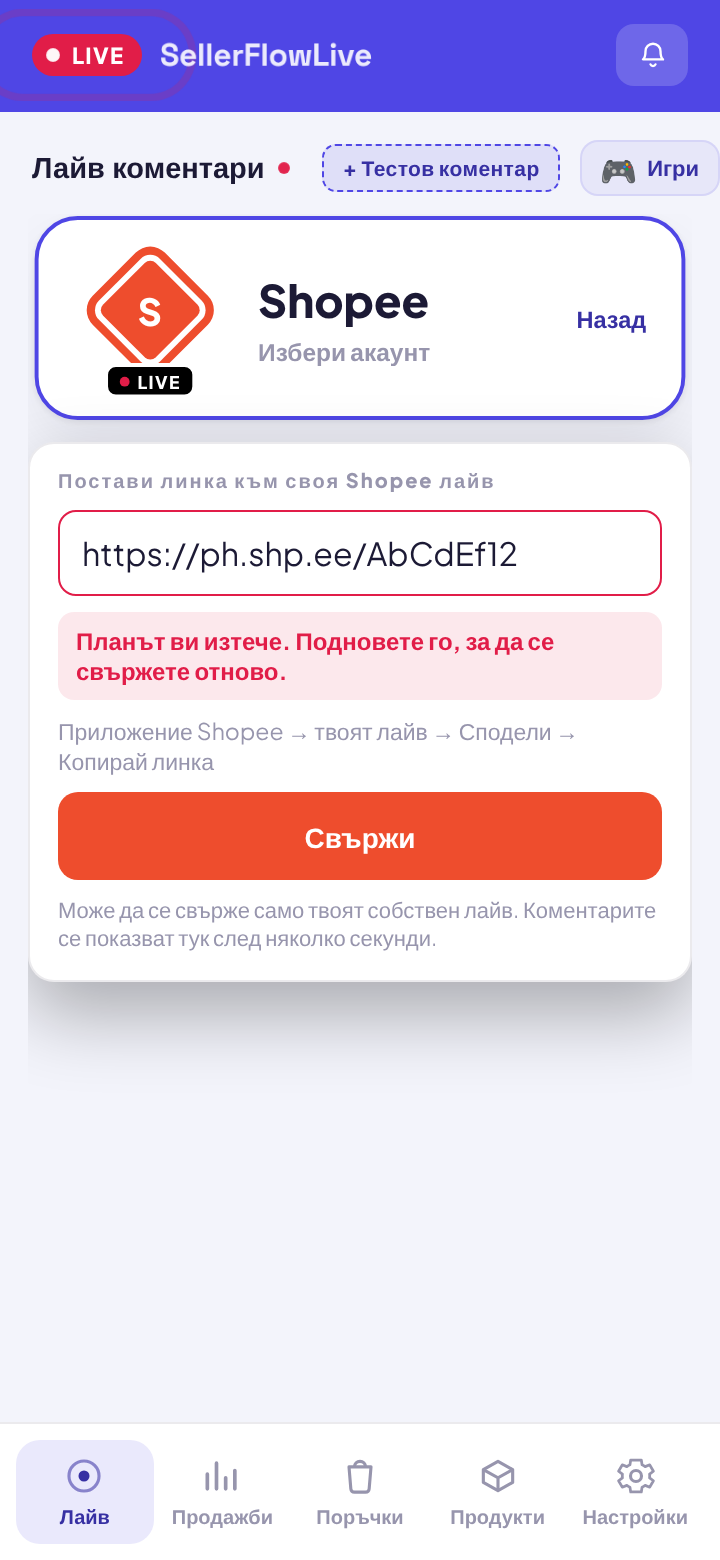 LIVE SellerFlowLive
Лайв коментари
+ Тестов коментар
Игри
S
LIVE
Shopee
Избери акаунт
Назад
Постави линка към своя Shopee лайв
https://ph.shp.ee/AbCdEf12
Планът ви изтече. Подновете го, за да се
свържете отново.
Приложение Shopee → твоят лайв → Сподели →
Копирай линка
Свържи
Може да се свърже само твоят собствен лайв. Коментарите
се показват тук след няколко секунди.
Лайв
Продажби
Поръчки
Продукти
Настройки